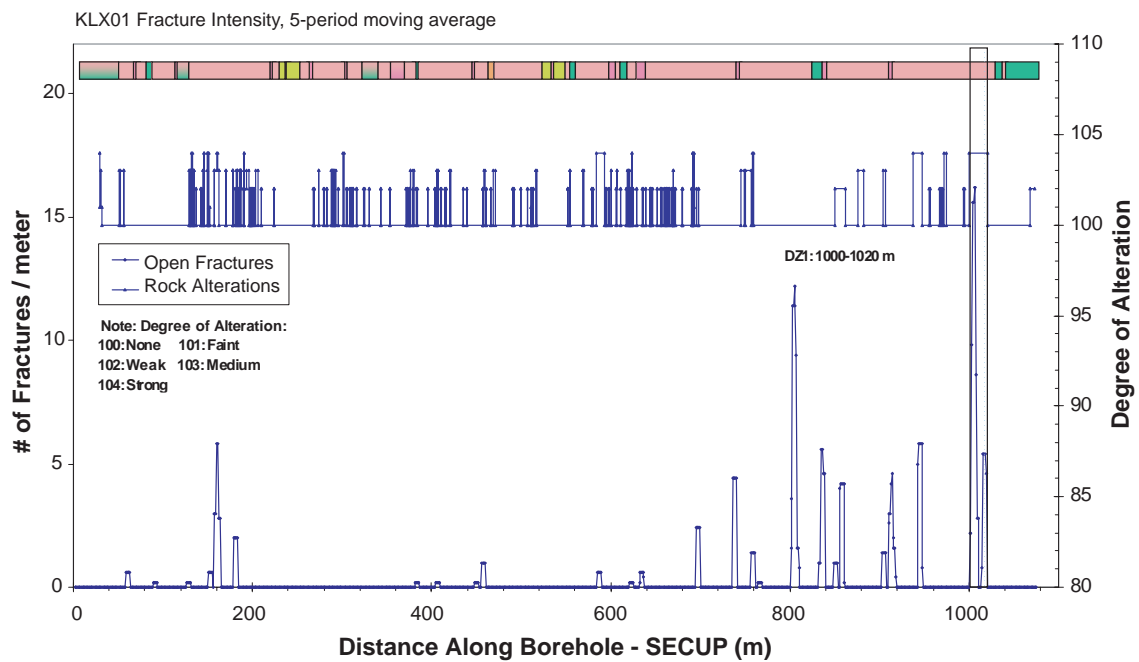 KLX01 Fracture Intensity, 5-period moving average
# of Fractures / meter
20
15
10
5
0
110
105
100
95
90
85
80
Degree of Alteration
DZ1: 1000-1020 m
Open Fractures
Rock Alterations
Note: Degree of Alteration:
100: None 101: Faint
102: Weak 103: Medium
104: Strong
0 200 400 600 800 1000
Distance Along Borehole - SECUP (m)